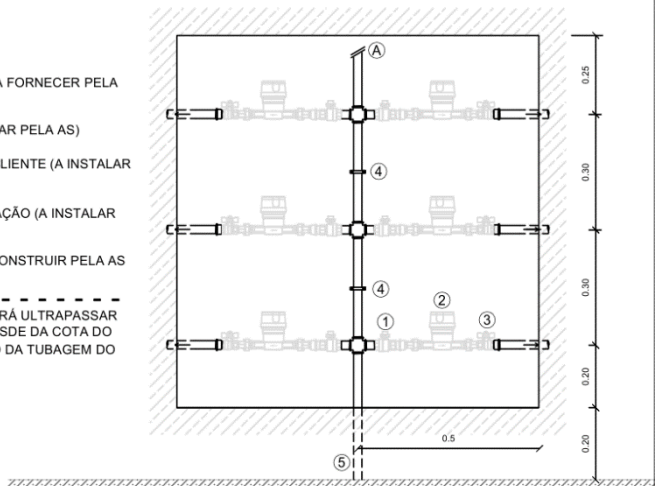 A FORNECER PELA
AR PELA AS)
LIENTE (A INSTALAR
AÇÃO (A INSTALAR
ONSTRUIR PELA AS
RÁ ULTRAPASSAR
SDE DA COTA DO
O DA TUBAGEM DO
A
4
4
1
2
3
5
0.25
0.30
0.30
0.20
0.20
0.5